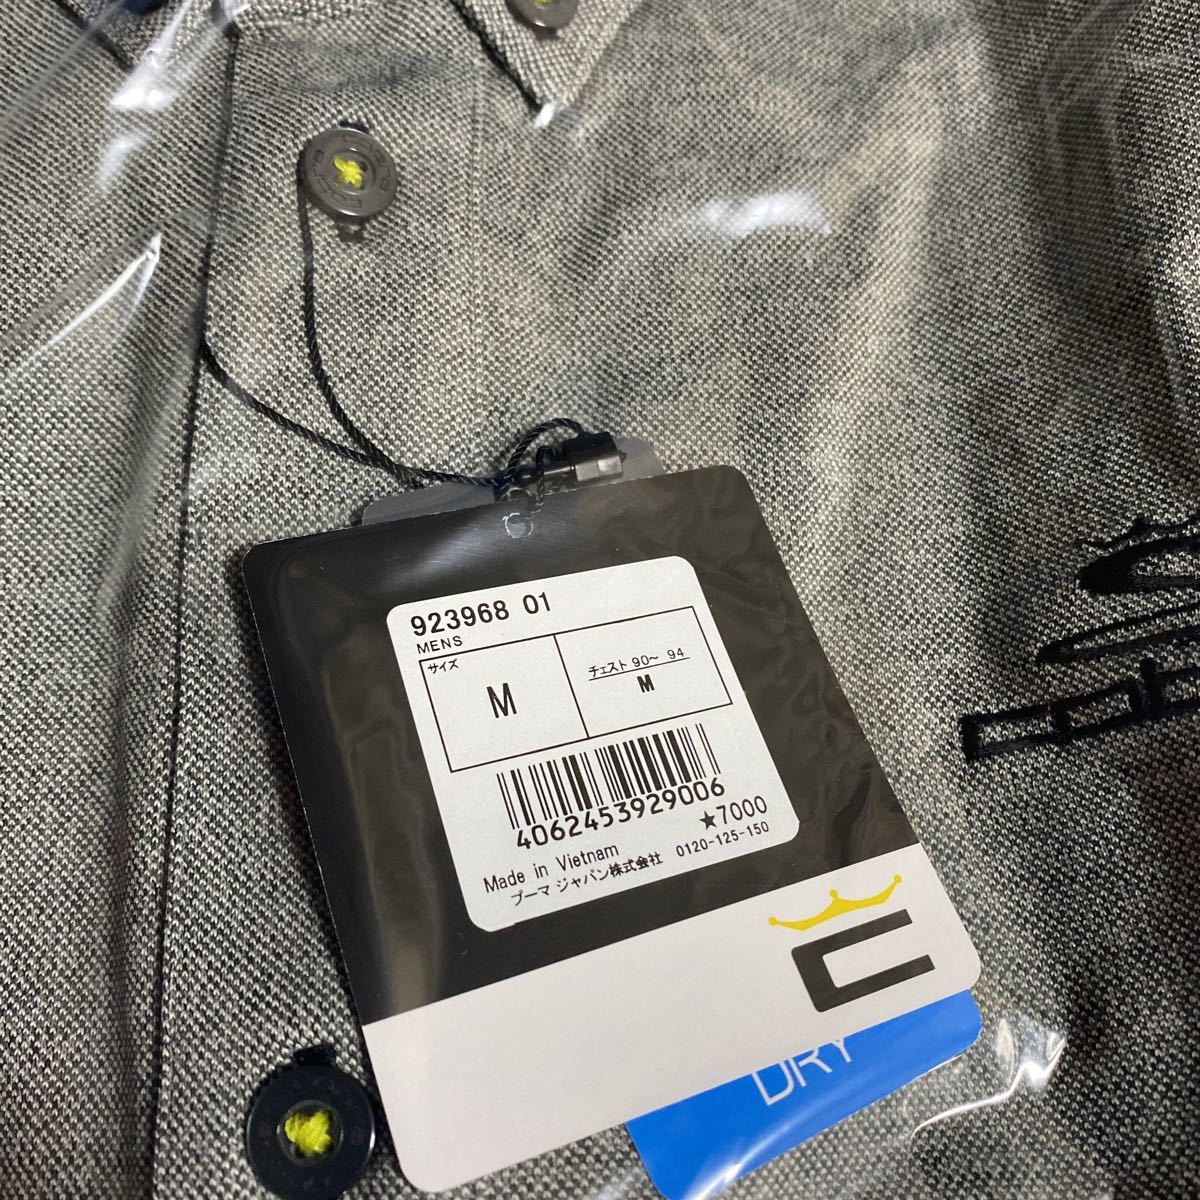 923968 01
MENS
サイズ
M
チェスト 90～ 94
M
4062453929006
★7000
Made in Vietnam
プーマ ジャパン株式会社 0120-125-150
DRY